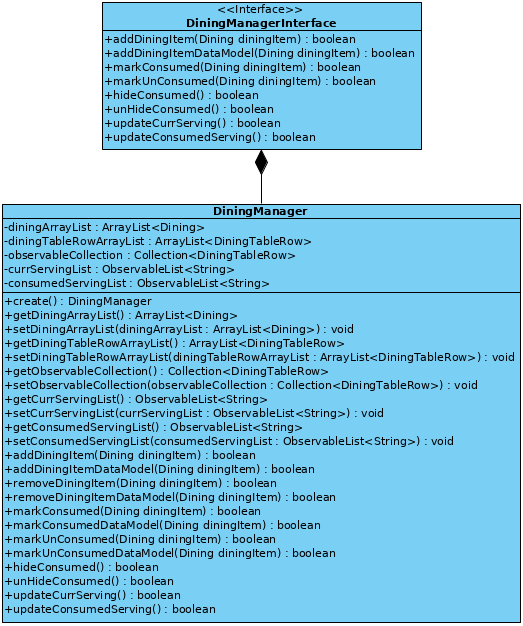 <<Interface>>
DiningManagerInterface
+addDiningItem(Dining diningItem) : boolean
+addDiningItemDataModel(Dining diningItem) : boolean
+markConsumed(Dining diningItem) : boolean
+markUnConsumed(Dining diningItem) : boolean
+hideConsumed() : boolean
+unHideConsumed() : boolean
+updateCurrServing() : boolean
+updateConsumedServing() : boolean
DiningManager
-diningArrayList : ArrayList<Dining>
-diningTableRowArrayList : ArrayList<DiningTableRow>
-observableCollection : Collection<DiningTableRow>
-currServingList : ObservableList<String>
-consumedServingList : ObservableList<String>
+create() : DiningManager
+getDiningArrayList() : ArrayList<Dining>
+setDiningArrayList(diningArrayList : ArrayList<Dining>) : void
+getDiningTableRowArrayList() : ArrayList<DiningTableRow>
+setDiningTableRowArrayList(diningTableRowArrayList : ArrayList<DiningTableRow>) : void
+getObservableCollection() : Collection<DiningTableRow>
+setObservableCollection(observableCollection : Collection<DiningTableRow>) : void
+getCurrServingList() : ObservableList<String>
+setCurrServingList(currServingList : ObservableList<String>) : void
+getConsumedServingList() : ObservableList<String>
+setConsumedServingList(consumedServingList : ObservableList<String>) : void
+addDiningItem(Dining diningItem) : boolean
+addDiningItemDataModel(Dining diningItem) : boolean
+removeDiningItem(Dining diningItem) : boolean
+removeDiningItemDataModel(Dining diningItem) : boolean
+markConsumed(Dining diningItem) : boolean
+markConsumedDataModel(Dining diningItem) : boolean
+markUnConsumed(Dining diningItem) : boolean
+markUnConsumedDataModel(Dining diningItem) : boolean
+hideConsumed() : boolean
+unHideConsumed() : boolean
+updateCurrServing() : boolean
+updateConsumedServing() : boolean